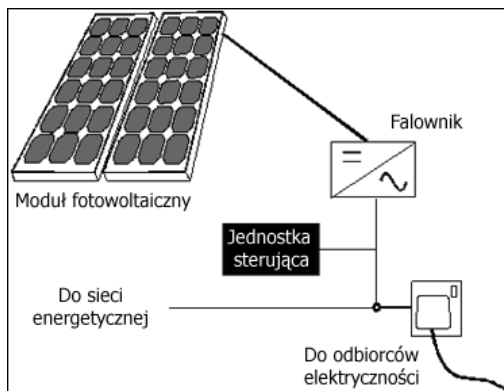 Falownik
Moduł fotowoltaiczny
Jednostka
sterująca
Do sieci
energetycznej
Do odbiorców
elektryczności